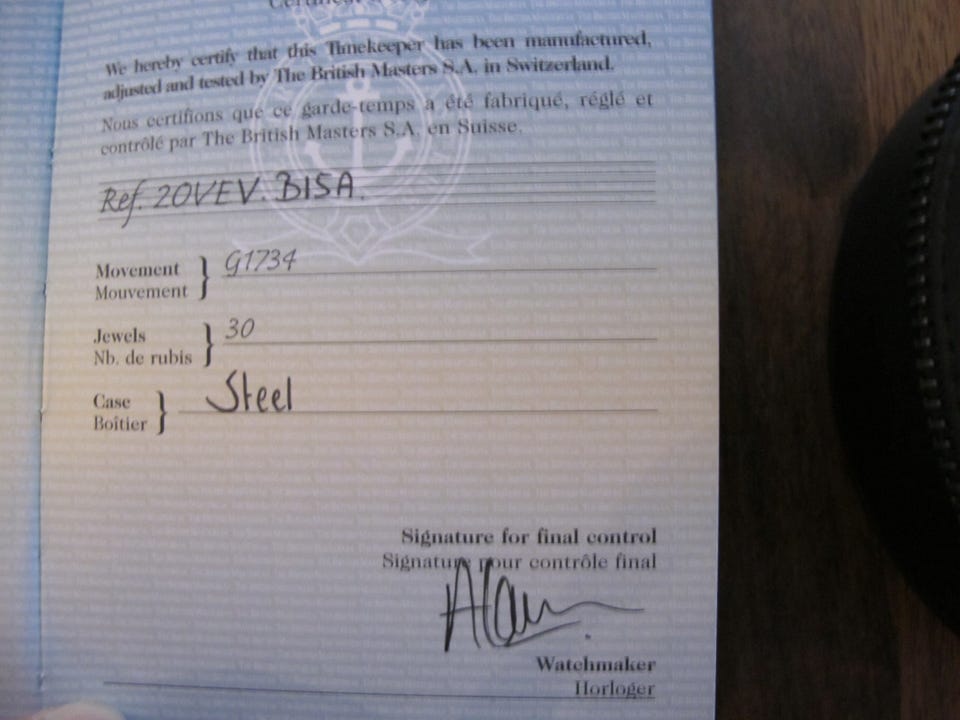 We hereby certify that this Timekeeper has been manufactured,
adjusted and tested by The British Masters S.A. in Switzerland.
Nous certifions que ce garde-temps a été fabriqué, réglé et
contrôlé par The British Masters S.A. en Suisse.
Ref. 20VEV. BISA.
Movement } G1734
Mouvement
Jewels } 30
Nb. de rubis
Case } Steel
Boîtier
Signature for final control
Signature pour contrôle final
Watchmaker
Horloger